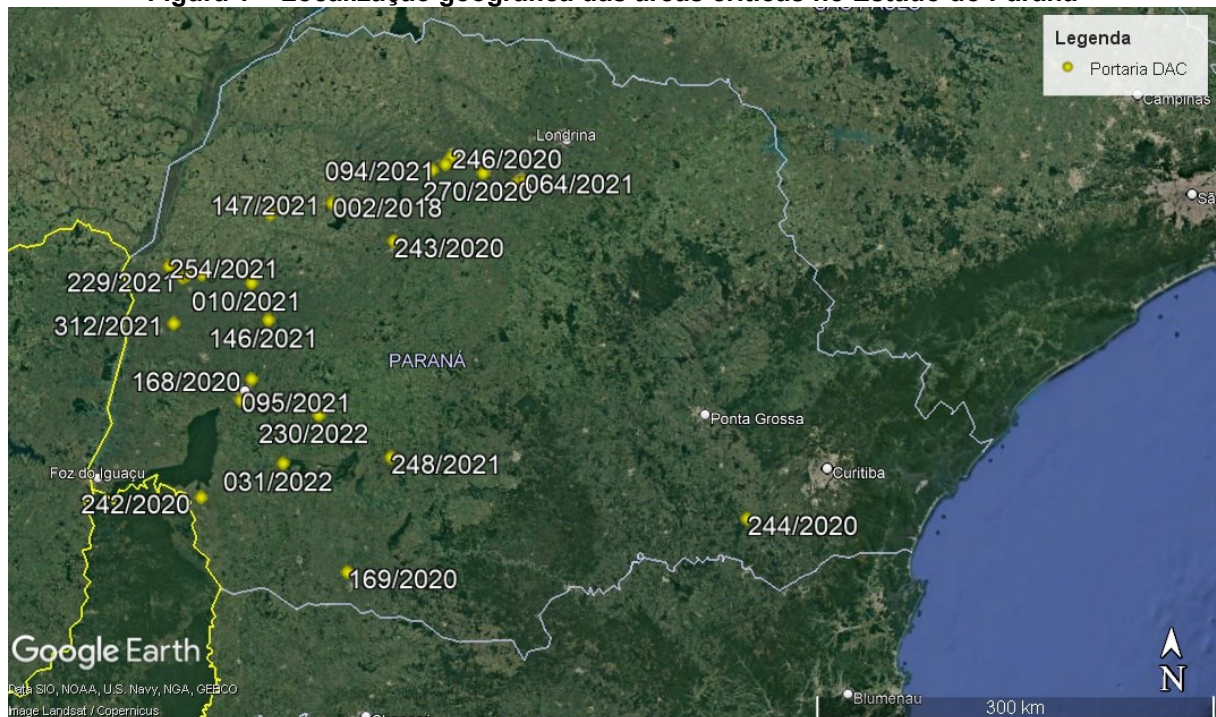 Figura 1 – Localização geográfica das áreas críticas no Estado do Paraná
Legenda
Portaria DAC
Campinas
Londrina
094/2021
246/2020
270/2020
064/2021
147/2021
002/2018
243/2020
254/2021
229/2021
010/2021
312/2021
146/2021
PARANÁ
168/2020
095/2021
230/2022
Ponta Grossa
248/2021
Foz do Iguaçu
031/2022
Curitiba
242/2020
244/2020
169/2020
Google Earth
Data SIO, NOAA, U.S. Navy, NGA, GEBCO
Image Landsat / Copernicus
N
Blumenau
300 km